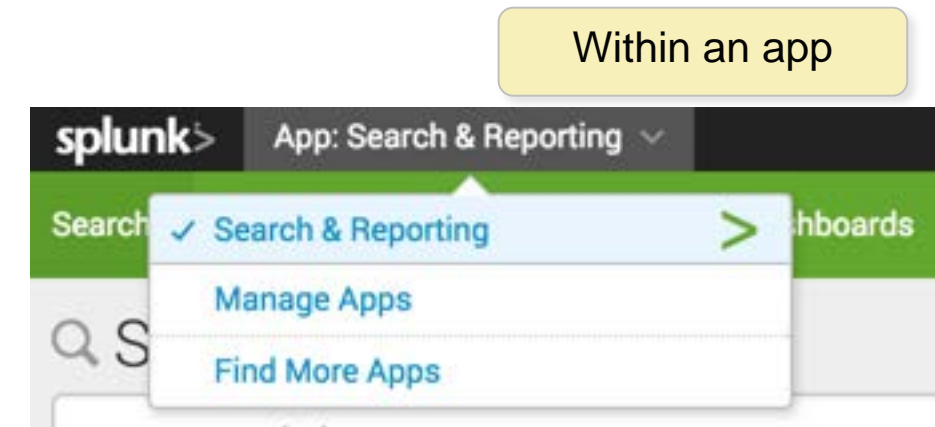 Within an app
splunk> App: Search & Reporting
Search hboards
✓ Search & Reporting >
Manage Apps
Find More Apps
S